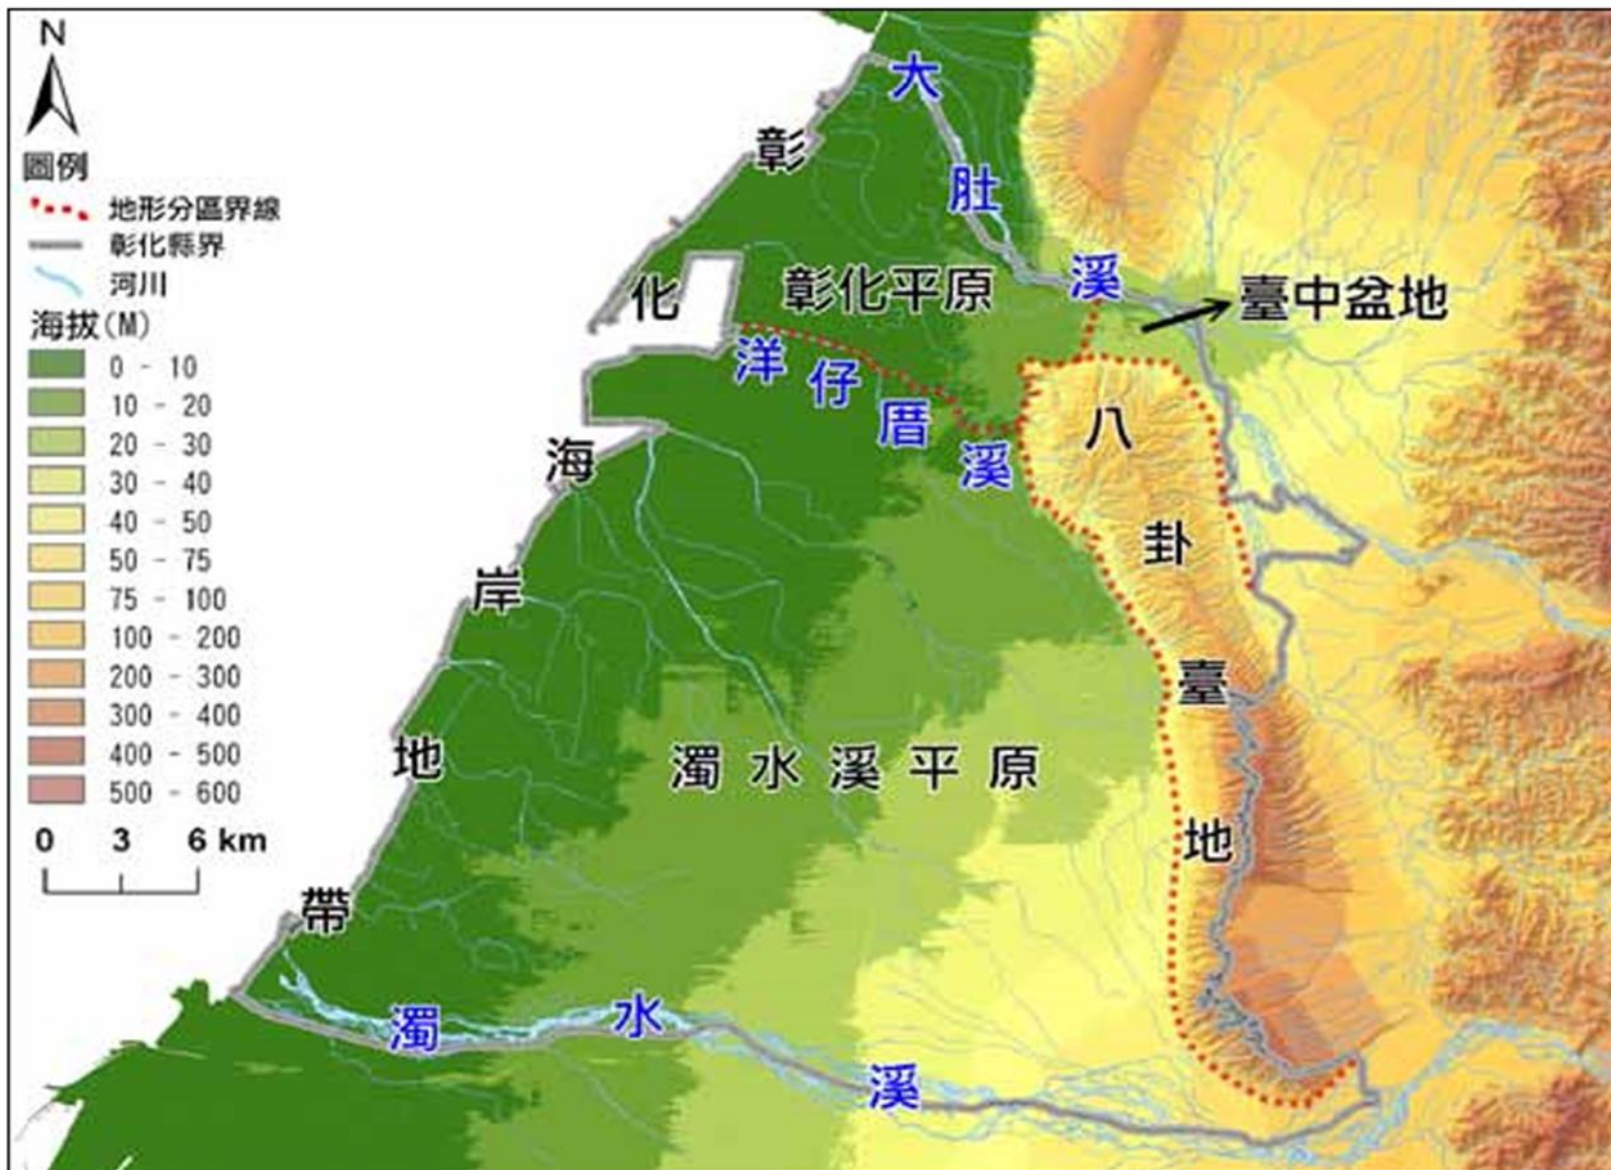 N
圖例
地形分區界線
彰化縣界
河川
海拔(M)
0 - 10
10 - 20
20 - 30
30 - 40
40 - 50
50 - 75
75 - 100
100 - 200
200 - 300
300 - 400
400 - 500
500 - 600
0 3 6 km
大肚溪
彰化海岸地帶
彰化平原
臺中盆地
洋仔厝溪
八卦臺地
濁水溪平原
濁水溪